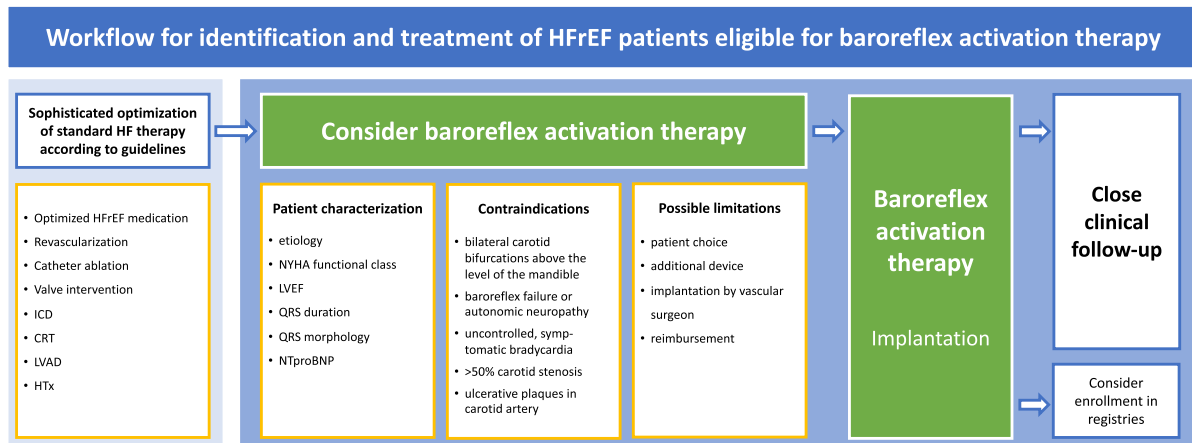 Workflow for identification and treatment of HFrEF patients eligible for baroreflex activation therapy
Sophisticated optimization
of standard HF therapy
according to guidelines
• Optimized HFrEF medication
• Revascularization
• Catheter ablation
• Valve intervention
• ICD
• CRT
• LVAD
• HTx
Consider baroreflex activation therapy
Patient characterization
• etiology
• NYHA functional class
• LVEF
• QRS duration
• QRS morphology
• NTproBNP
Contraindications
• bilateral carotid
bifurcations above the
level of the mandible
• baroreflex failure or
autonomic neuropathy
• uncontrolled, symp-
tomatic bradycardia
• >50% carotid stenosis
• ulcerative plaques in
carotid artery
Possible limitations
• patient choice
• additional device
• implantation by vascular
surgeon
• reimbursement
Baroreflex
activation
therapy
Implantation
Close
clinical
follow-up
Consider
enrollment in
registries